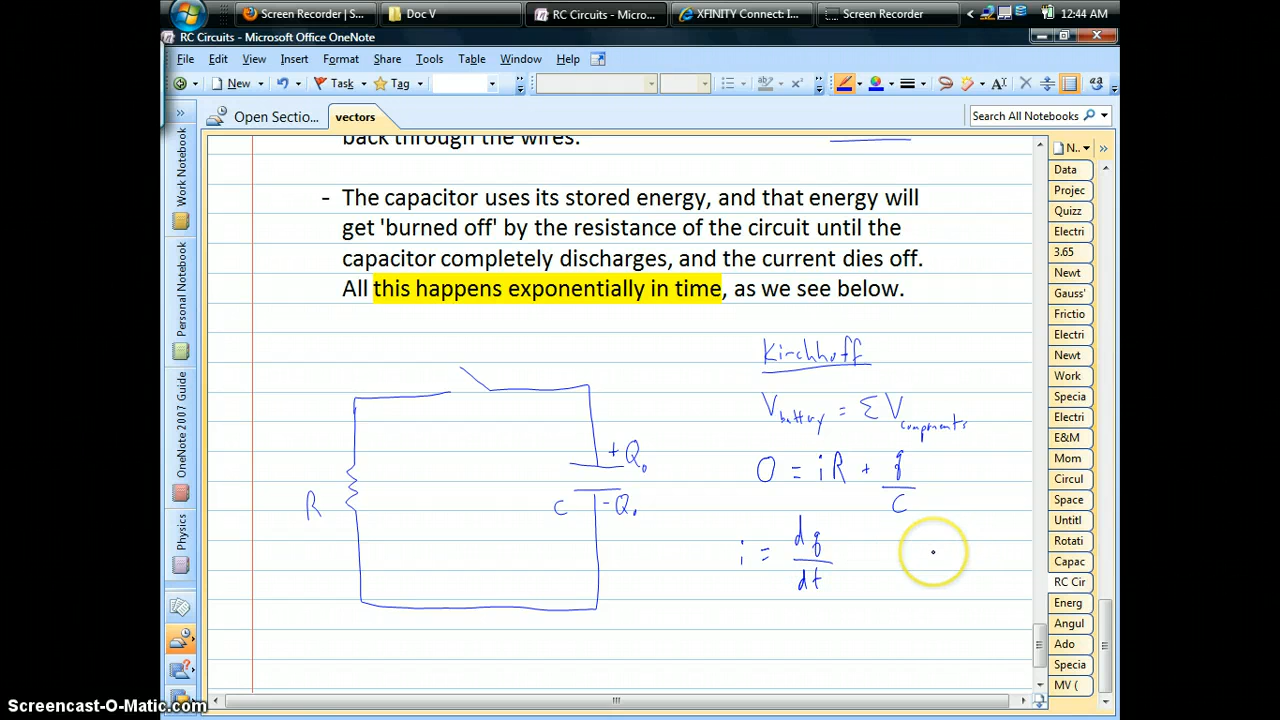 Screen Recorder | S...
Doc V
RC Circuits - Micro...
XFINITY Connect: I...
Screen Recorder
12:44 AM
RC Circuits - Microsoft Office OneNote
File Edit View Insert Format Share Tools Table Window Help
New Task Tag
Open Sectio...
vectors
Search All Notebooks
Work Notebook
Personal Notebook
OneNote 2007 Guide
Physics
back through the wires.
- The capacitor uses its stored energy, and that energy will
get 'burned off' by the resistance of the circuit until the
capacitor completely discharges, and the current dies off.
All this happens exponentially in time, as we see below.
Kirchhoff
V battery = Σ V components
0 = iR + q/C
i = dq/dt
R
C
+Q₀
-Q₀
N..
Data
Projec
Quizz
Electri
3.65
Newt
Gauss'
Frictio
Electri
Newt
Work
Specia
Electri
E&M
Mom
Circul
Space
Untitl
Rotati
Capac
RC Cir
Energ
Angul
Ado
Specia
MV (
Screencast-O-Matic.com